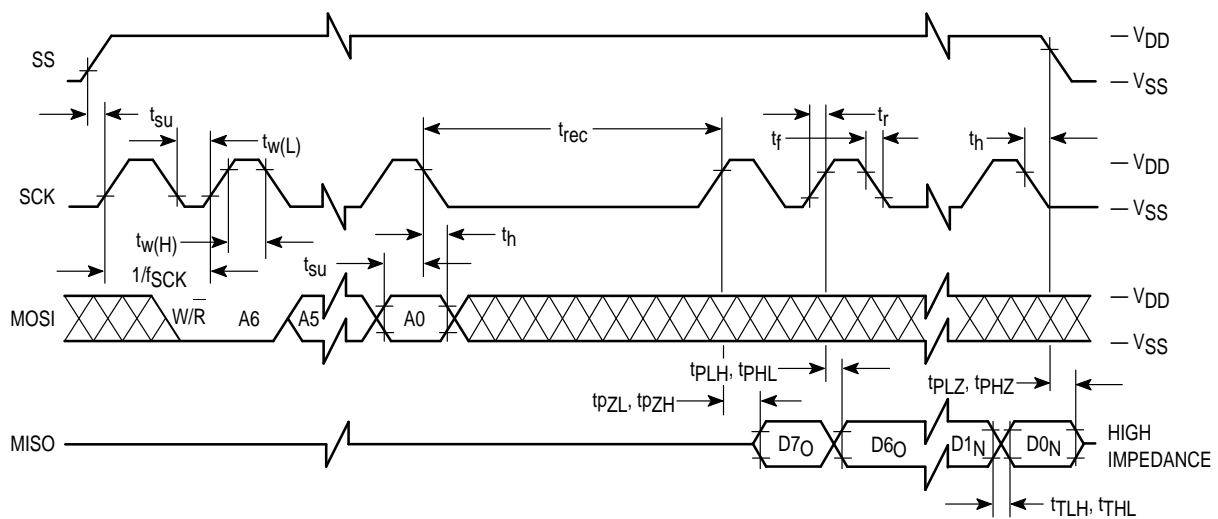 SS
VDD
VSS
tsu
tw(L)
trec
tf
tr
th
SCK
VDD
VSS
tw(H)
1/fSCK
tsu
th
MOSI
W/R̅
A6
A5
A0
VDD
VSS
tPLH, tPHL
tPLZ, tPHZ
tPZL, tPZH
MISO
D7O
D6O
D1N
D0N
HIGH
IMPEDANCE
tTLH, tTHL